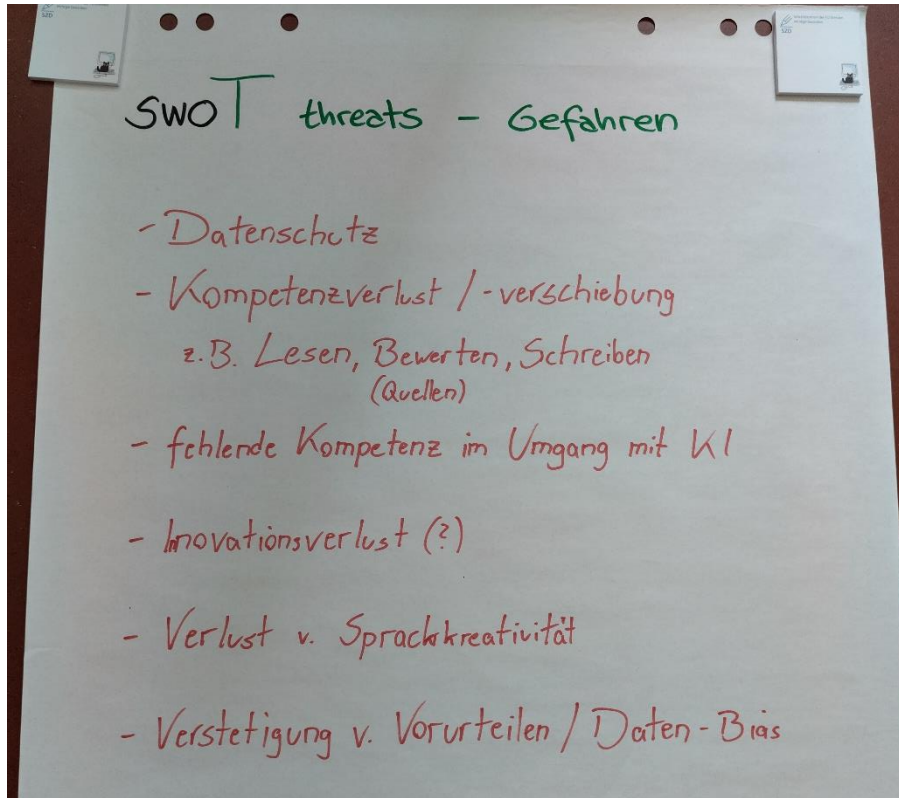 SWOT threats - Gefahren
- Datenschutz
- Kompetenzverlust /-verschiebung
z.B. Lesen, Bewerten, Schreiben
(Quellen)
- fehlende Kompetenz im Umgang mit KI
- Innovationsverlust (?)
- Verlust v. Sprachkreativität
- Verstetigung v. Vorurteilen / Daten-Bias